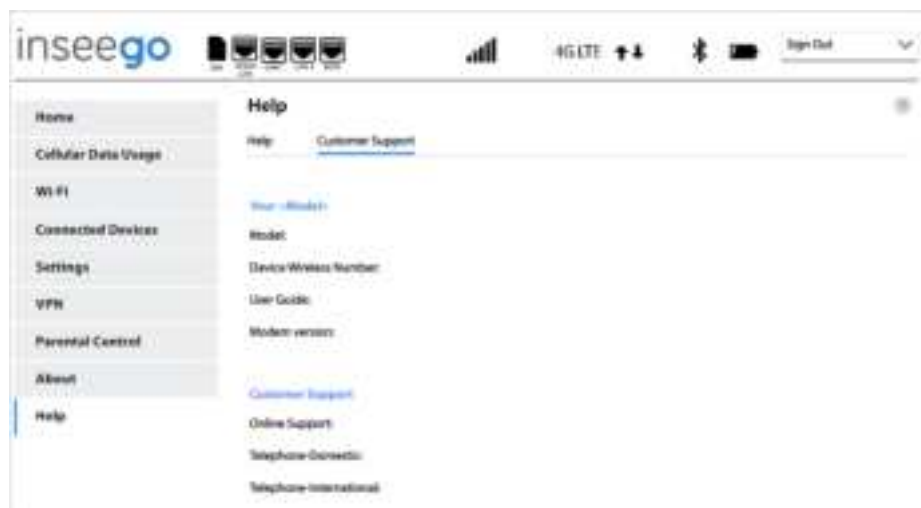 inseego
4G LTE
Sign Out
Home
Cellular Data Usage
Wi-Fi
Connected Devices
Settings
VPN
Parental Control
About
Help
Help
Help Customer Support
Your <Model>
Model:
Device Wireless Number:
User Guide:
Modem version:
Customer Support
Online Support:
Telephone-Domestic:
Telephone-International: